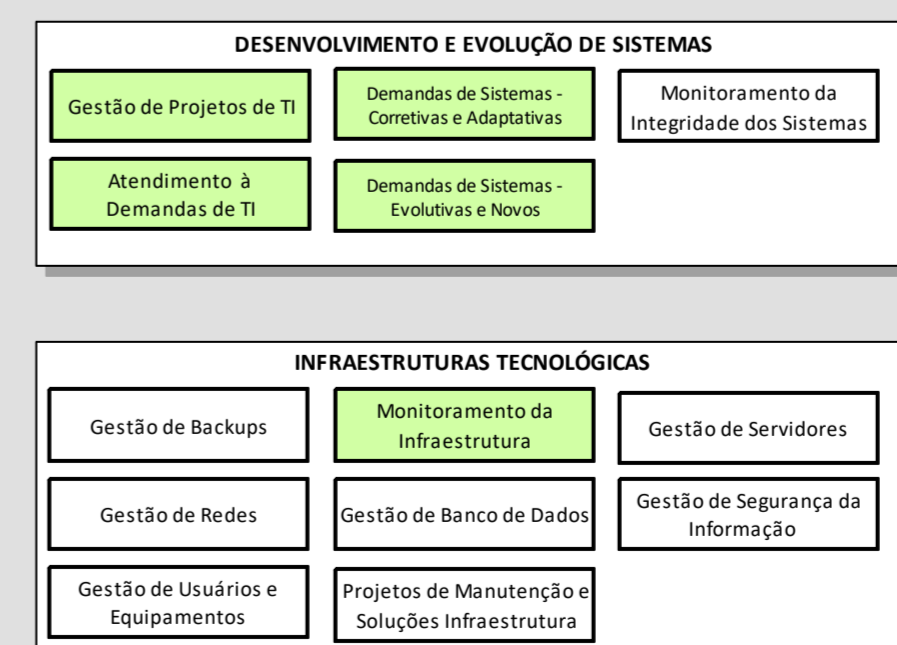 DESENVOLVIMENTO E EVOLUÇÃO DE SISTEMAS
Gestão de Projetos de TI
Demandas de Sistemas -
Corretivas e Adaptativas
Monitoramento da
Integridade dos Sistemas
Atendimento à
Demandas de TI
Demandas de Sistemas -
Evolutivas e Novos
INFRAESTRUTURAS TECNOLÓGICAS
Gestão de Backups
Monitoramento da
Infraestrutura
Gestão de Servidores
Gestão de Redes
Gestão de Banco de Dados
Gestão de Segurança da
Informação
Gestão de Usuários e
Equipamentos
Projetos de Manutenção e
Soluções Infraestrutura